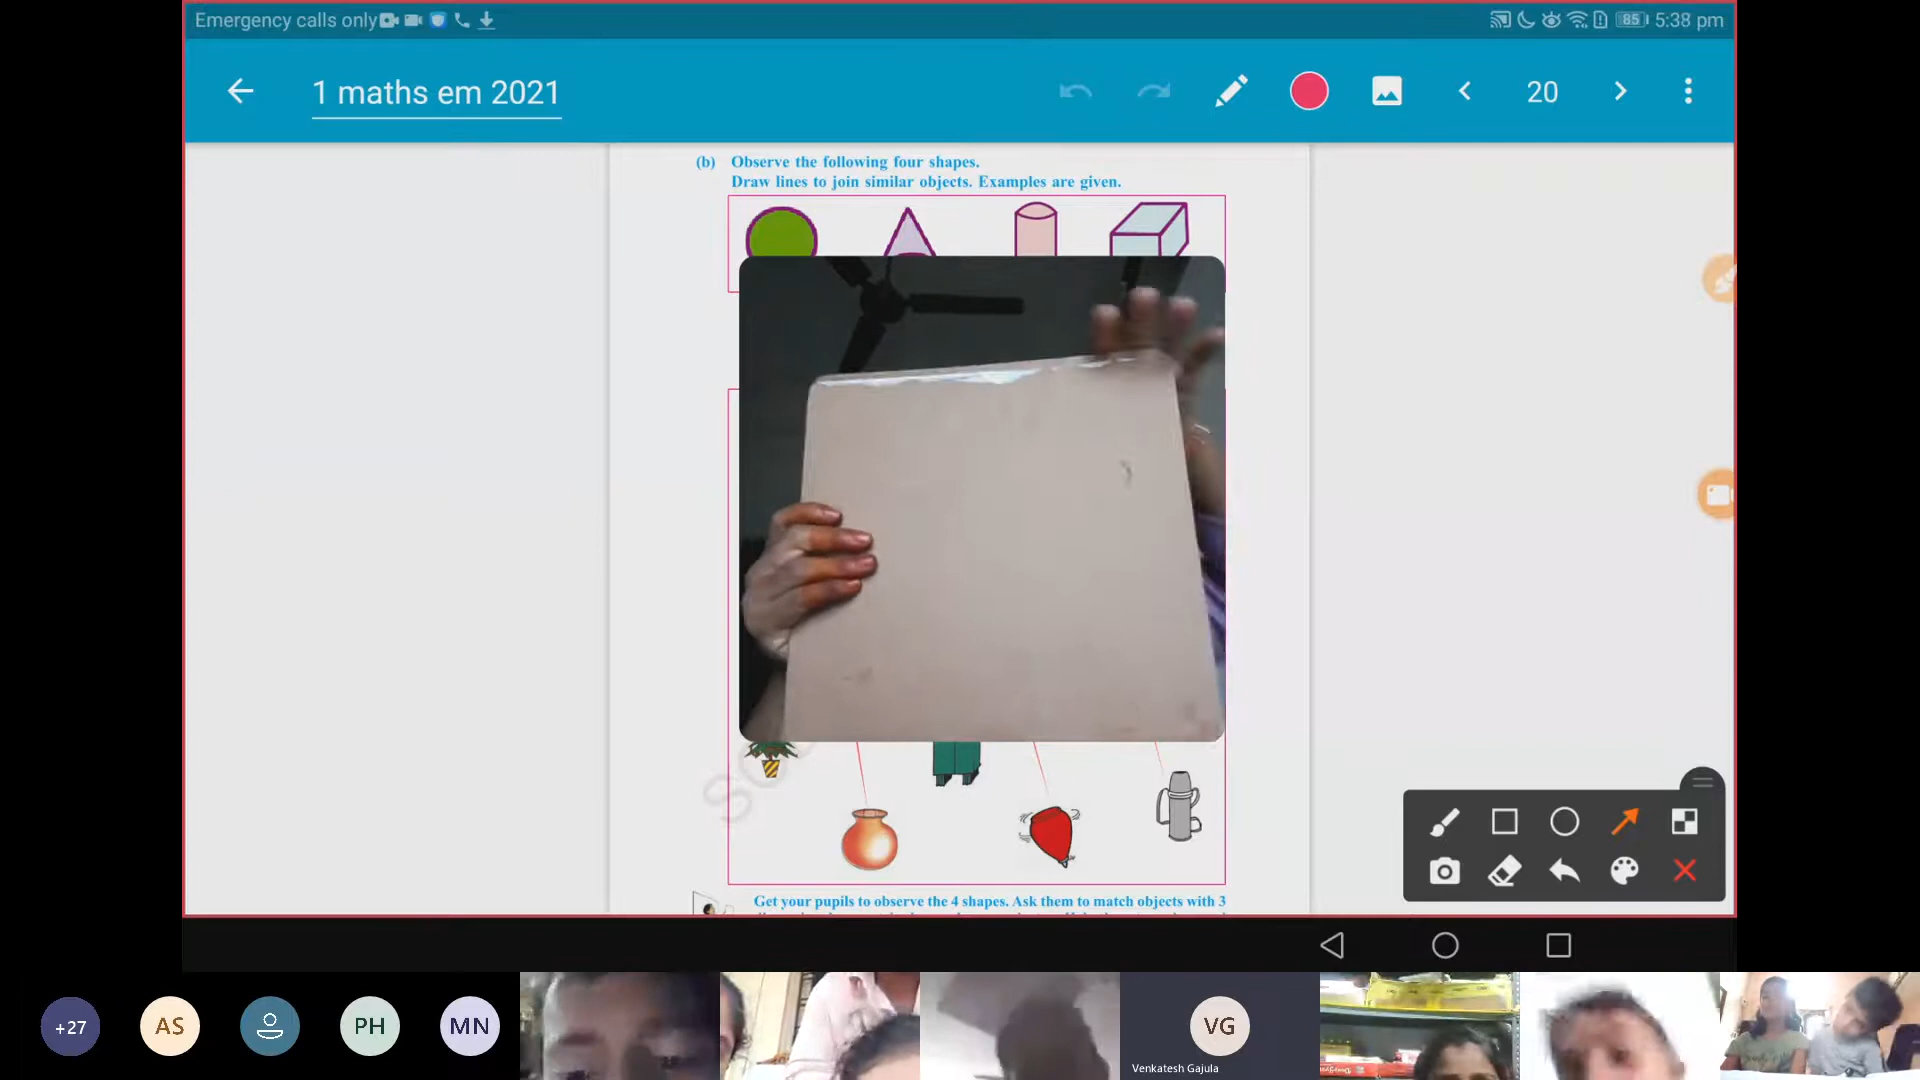 Emergency calls only
85
5:38 pm
1 maths em 2021
20
(b) Observe the following four shapes.
Draw lines to join similar objects. Examples are given.
Get your pupils to observe the 4 shapes. Ask them to match objects with 3
+27
AS
PH
MN
VG
Venkatesh Gajula